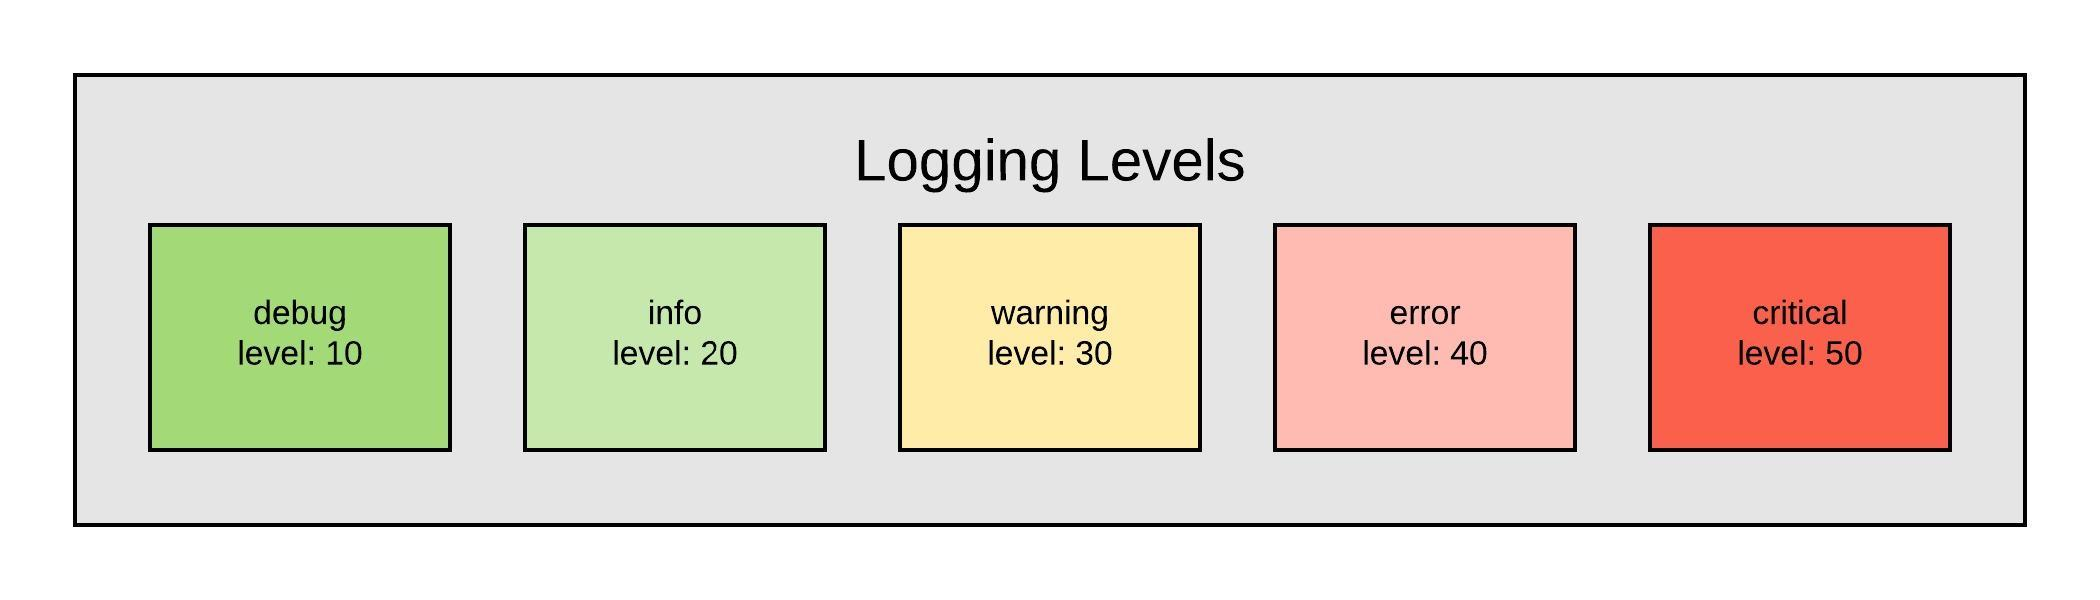 Logging Levels
debug
level: 10
info
level: 20
warning
level: 30
error
level: 40
critical
level: 50